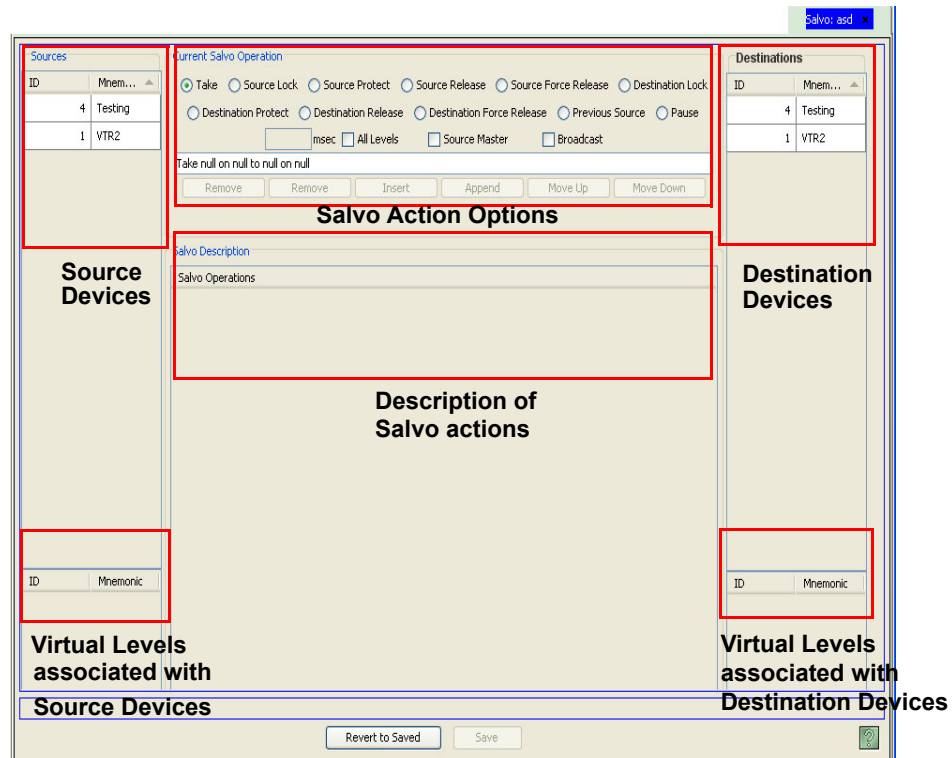 Salvo: asd ×
Sources
ID Mnem...
4 Testing
1 VTR2
Current Salvo Operation
Take Source Lock Source Protect Source Release Source Force Release Destination Lock
Destination Protect Destination Release Destination Force Release Previous Source Pause
msec All Levels Source Master Broadcast
Take null on null to null on null
Remove Remove Insert Append Move Up Move Down
Salvo Action Options
Destinations
ID Mnem...
4 Testing
1 VTR2
Source
Devices
Salvo Description
Salvo Operations
Description of
Salvo actions
Destination
Devices
ID Mnemonic
Virtual Levels
associated with
Source Devices
ID Mnemonic
Virtual Levels
associated with
Destination Devices
Revert to Saved Save ?